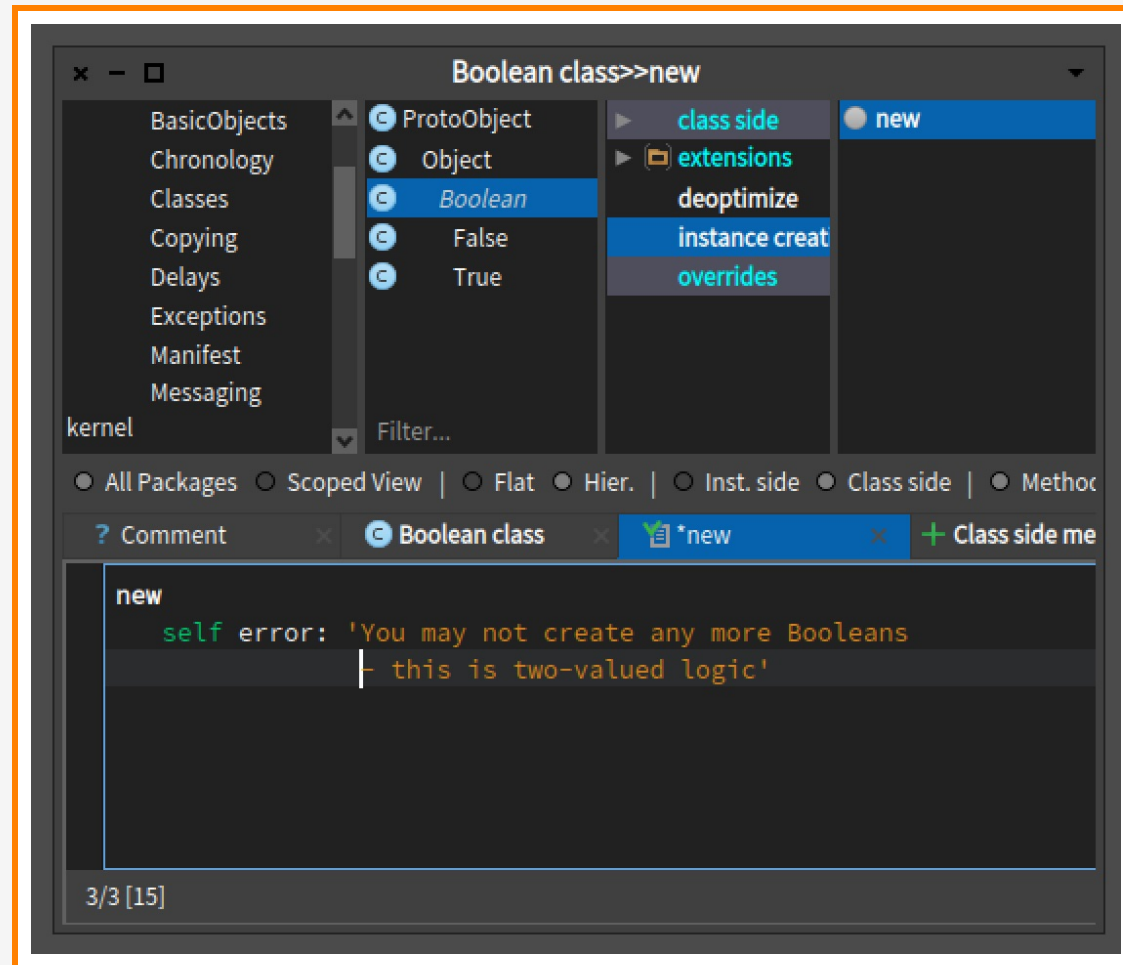 Boolean class>>new
BasicObjects
Chronology
Classes
Copying
Delays
Exceptions
Manifest
Messaging
kernel
ProtoObject
Object
Boolean
False
True
Filter...
class side
extensions
deoptimize
instance creat
overrides
new
All Packages Scoped View | Flat Hier. | Inst. side Class side | Method
? Comment Boolean class *new + Class side me
new
self error: 'You may not create any more Booleans
- this is two-valued logic'
3/3 [15]